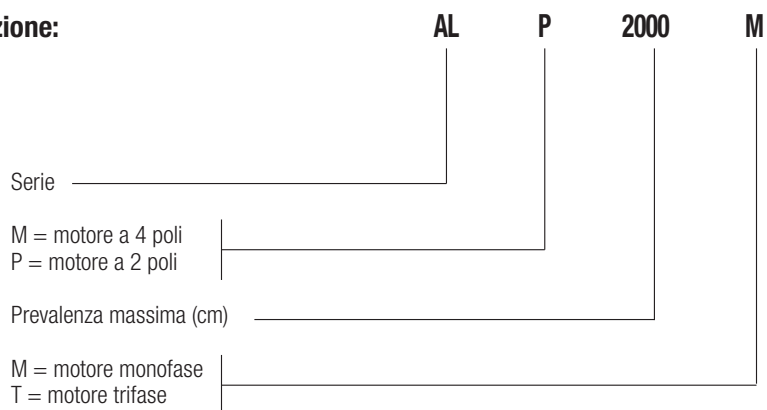 zione:
AL P 2000 M
Serie
M = motore a 4 poli
P = motore a 2 poli
Prevalenza massima (cm)
M = motore monofase
T = motore trifase